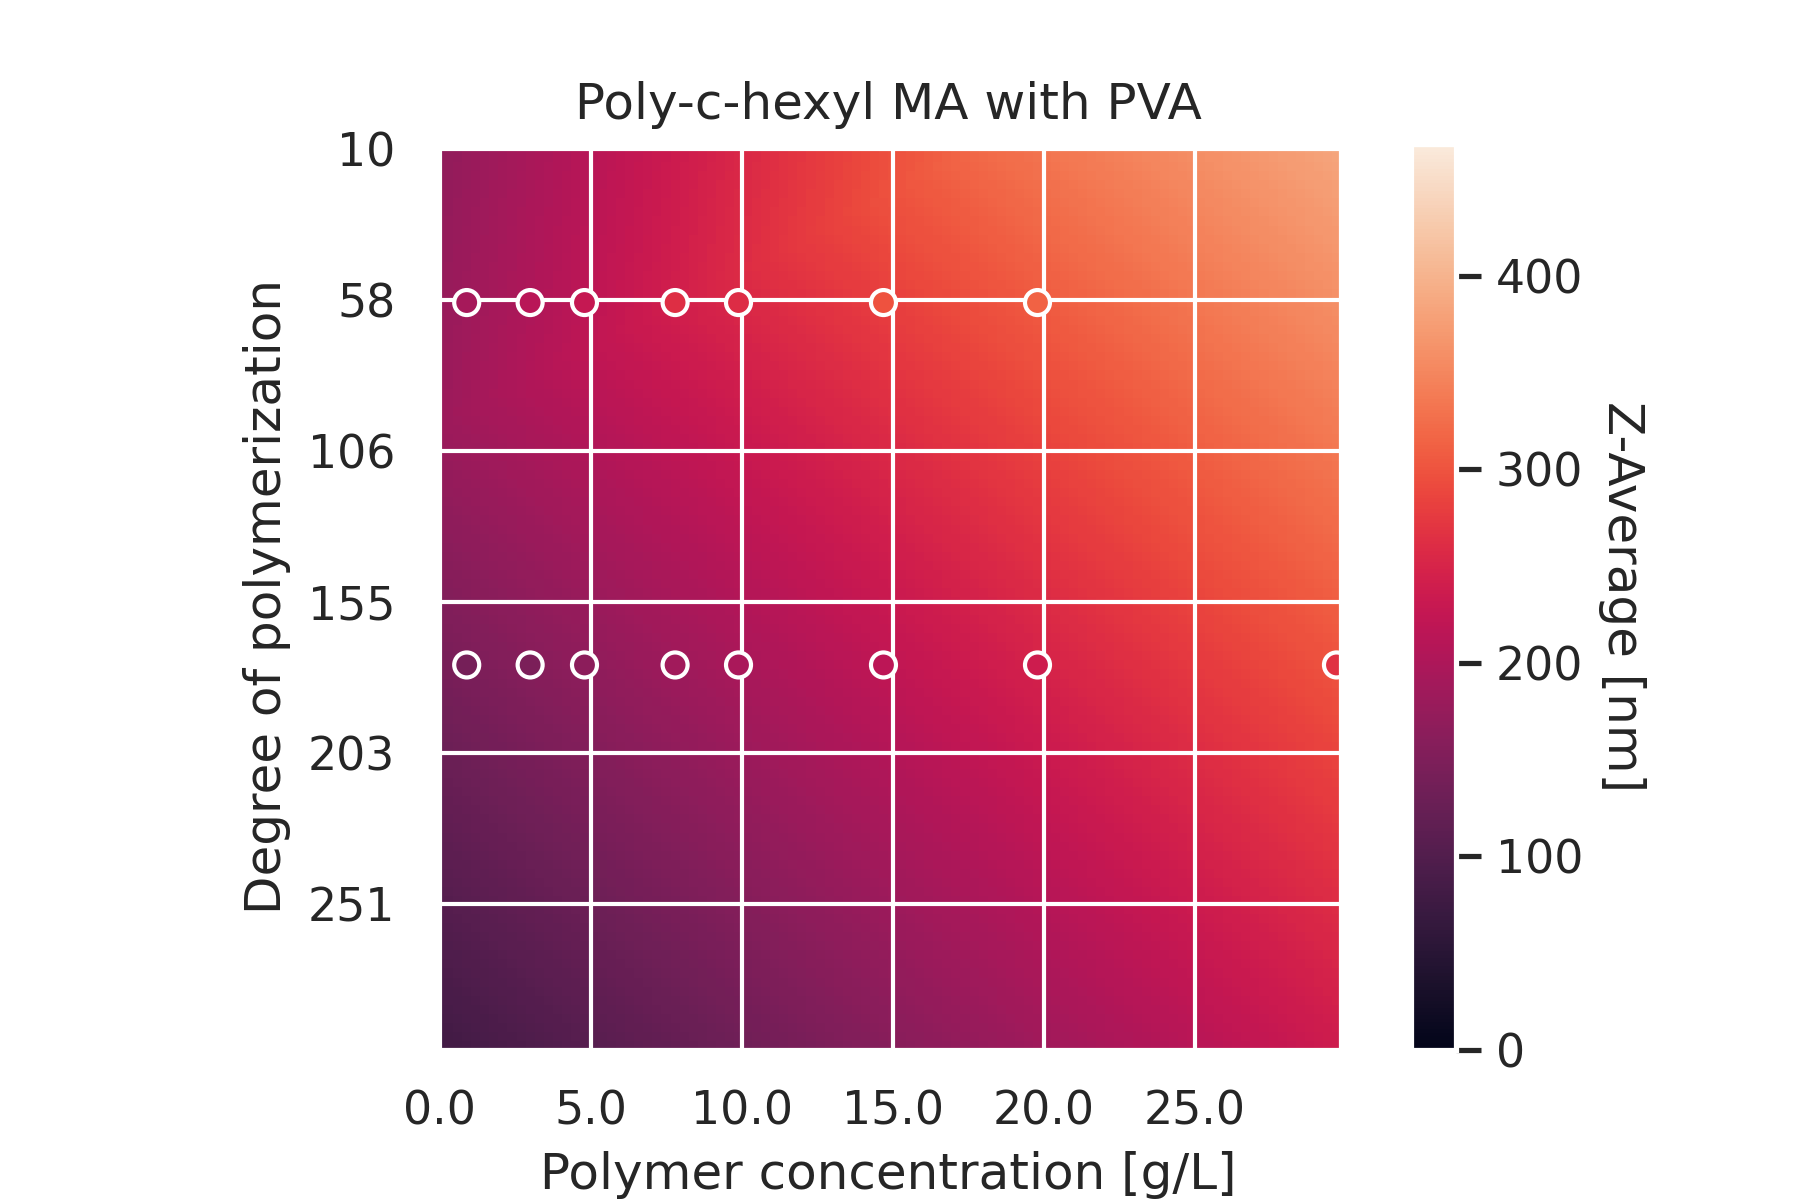 Poly-c-hexyl MA with PVA
10
58
106
155
203
251
Degree of polymerization
0.0 5.0 10.0 15.0 20.0 25.0
Polymer concentration [g/L]
400
300
200
100
0
Z-Average [nm]